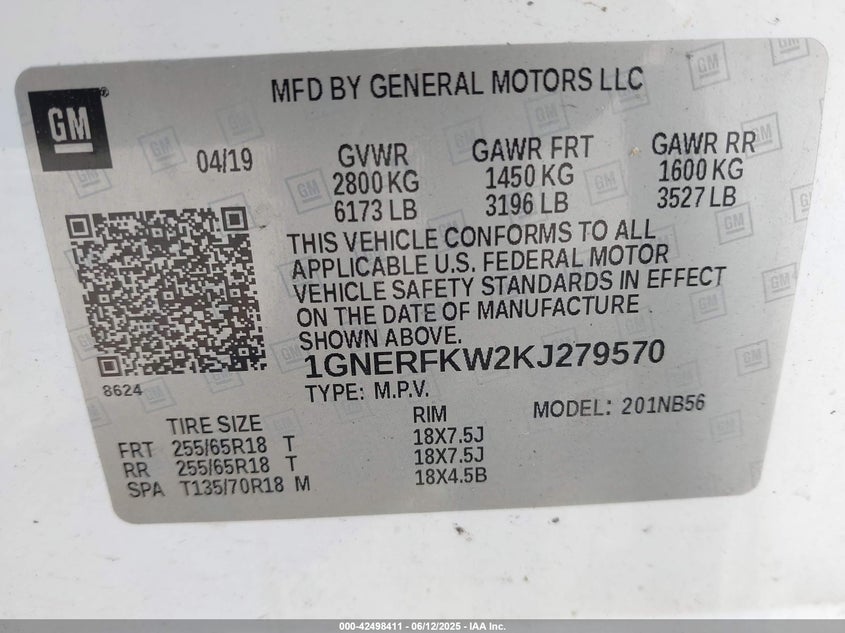 MFD BY GENERAL MOTORS LLC
GM
®
04/19
GVWR GAWR FRT GAWR RR
2800 KG 1450 KG 1600 KG
6173 LB 3196 LB 3527 LB
THIS VEHICLE CONFORMS TO ALL
APPLICABLE U.S. FEDERAL MOTOR
VEHICLE SAFETY STANDARDS IN EFFECT
ON THE DATE OF MANUFACTURE
SHOWN ABOVE.
1GNERFKW2KJ279570
8624
TYPE: M.P.V.
MODEL: 201NB56
TIRE SIZE RIM
FRT 255/65R18 T 18X7.5J
RR 255/65R18 T 18X7.5J
SPA T135/70R18 M 18X4.5B
000-42498411 - 06/12/2025 - IAA Inc.